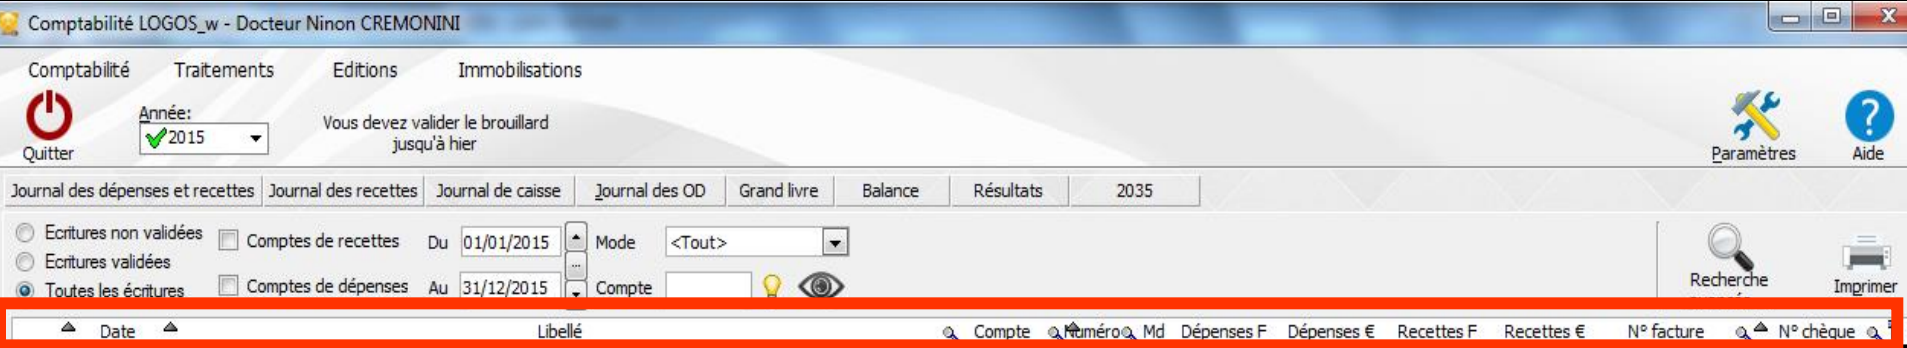 Comptabilité LOGOS_w - Docteur Ninon CREMONINI
Comptabilité Traitements Editions Immobilisations
Année:
2015
Vous devez valider le brouillard
jusqu'à hier
Quitter
Paramètres
Aide
Journal des dépenses et recettes Journal des recettes Journal de caisse Journal des OD Grand livre Balance Résultats 2035
Ecritures non validées
Ecritures validées
Toutes les écritures
Comptes de recettes
Comptes de dépenses
Du 01/01/2015
...
Au 31/12/2015
Mode <Tout>
Compte
Recherche
Imprimer
Date Libellé Compte Numéro Md Dépenses F Dépenses € Recettes F Recettes € N° facture N° chèque